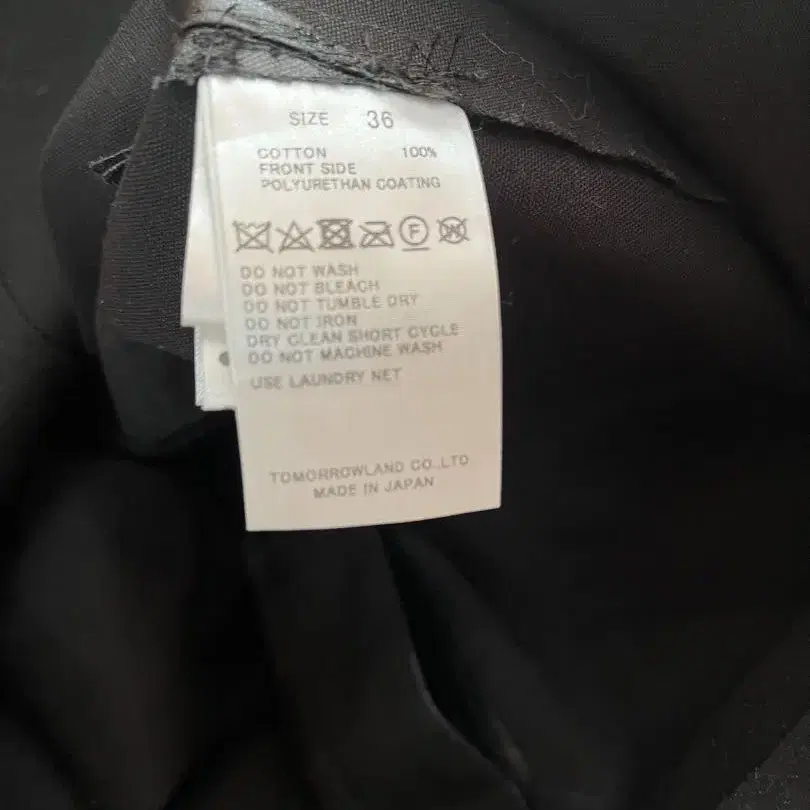 SIZE 36
COTTON 100%
FRONT SIDE
POLYURETHAN COATING
F W
DO NOT WASH
DO NOT BLEACH
DO NOT TUMBLE DRY
DO NOT IRON
DRY CLEAN SHORT CYCLE
DO NOT MACHINE WASH
USE LAUNDRY NET
TOMORROWLAND CO.,LTD
MADE IN JAPAN